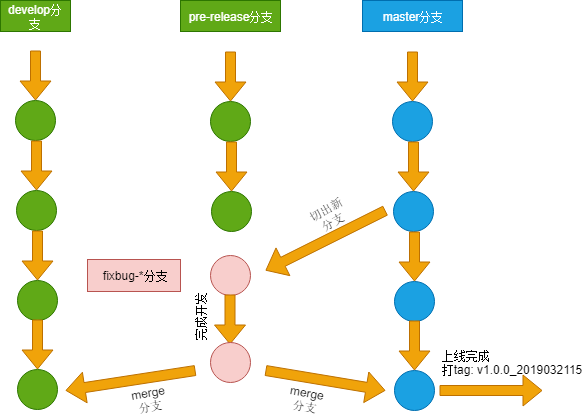 develop分
支
pre-release分支
master分支
切出新
分支
fixbug-*分支
完成开发
上线完成
打tag: v1.0.0_2019032115
merge
分支
merge
分支